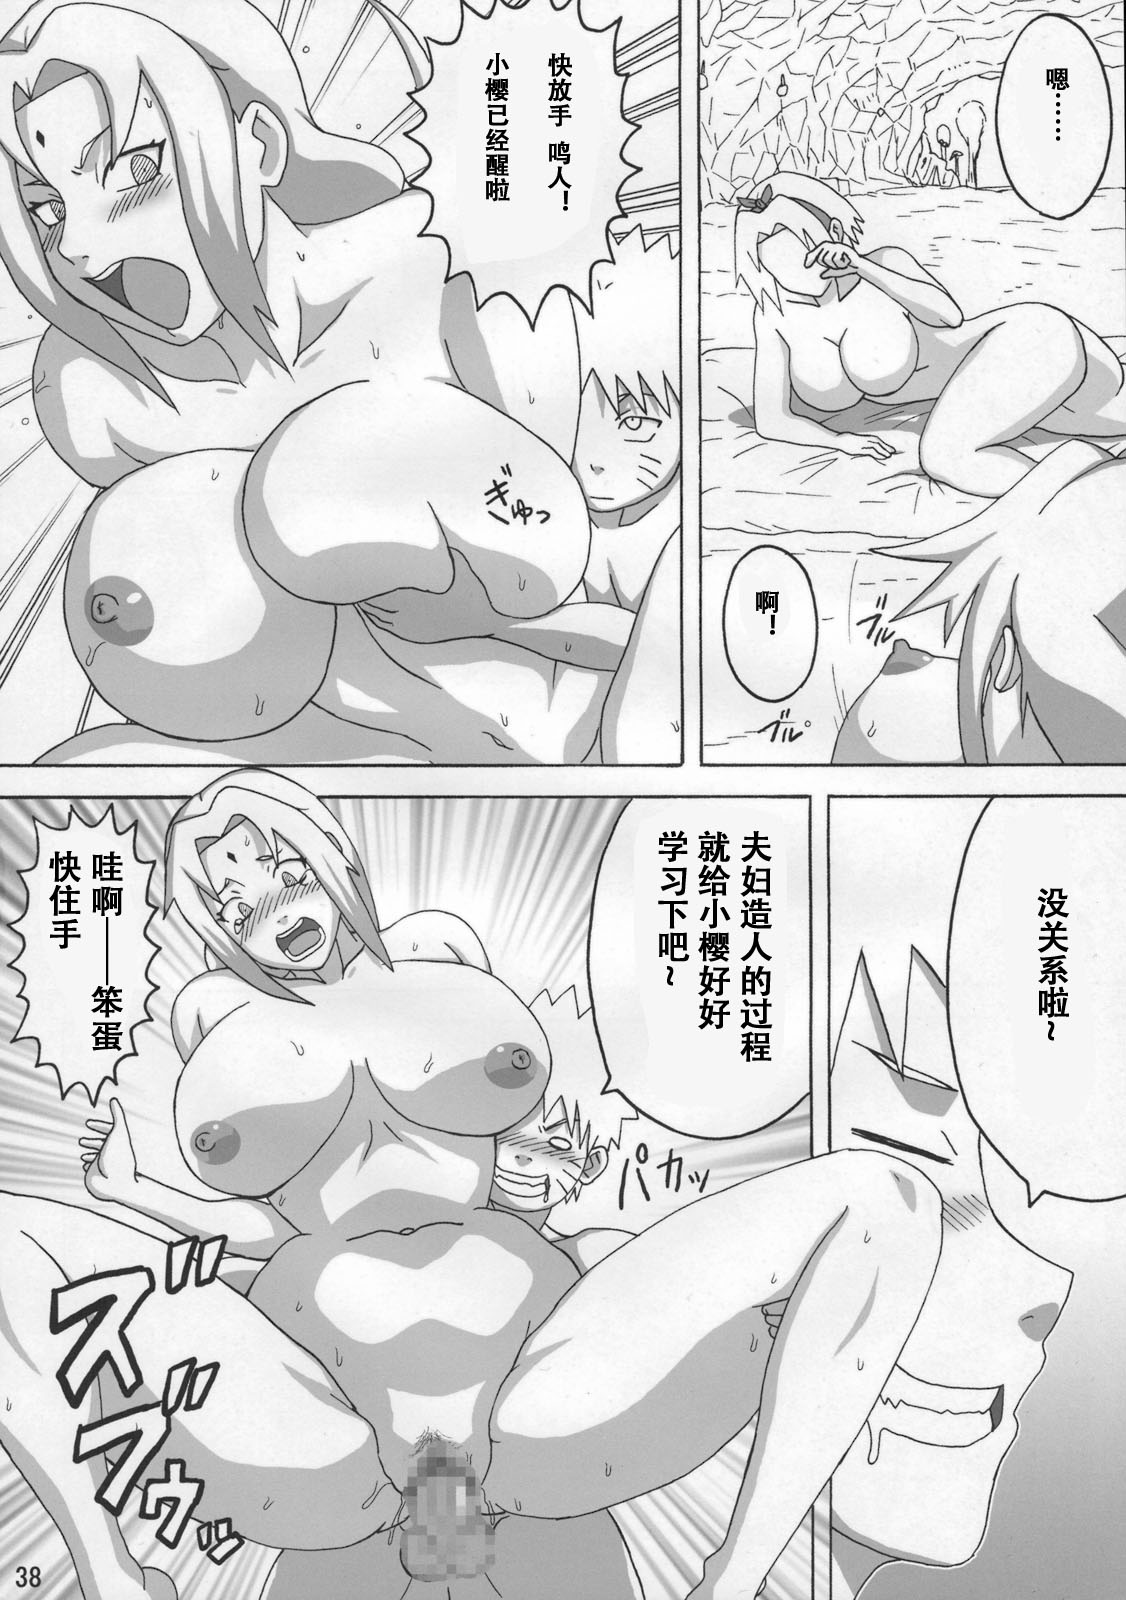 嗯……
啊！
ブル
ブル
快放手 鸣人！
小樱已经醒啦
ぎゅっ
没关系啦~
夫妇造人的过程
就给小樱好好
学习下吧~
パカッ
哇啊——笨蛋
快住手
ズズブゥッ
38